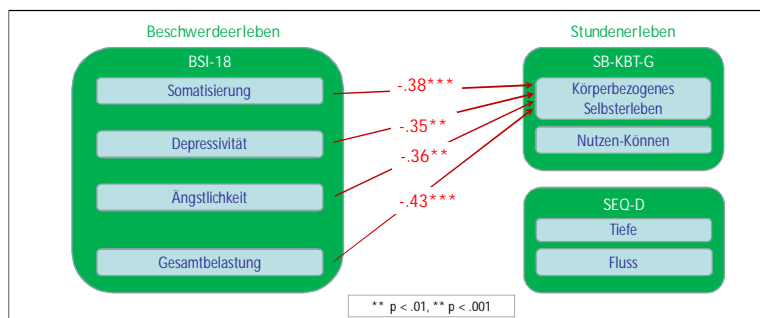 Beschwerdeerleben
BSI-18
Somatisierung
Depressivität
Ängstlichkeit
Gesamtbelastung
-.38***
-.35**
-.36**
-.43***
Stundenerleben
SB-KBT-G
Körperbezogenes
Selbsterleben
Nutzen-Können
SEQ-D
Tiefe
Fluss
** p < .01, ** p < .001